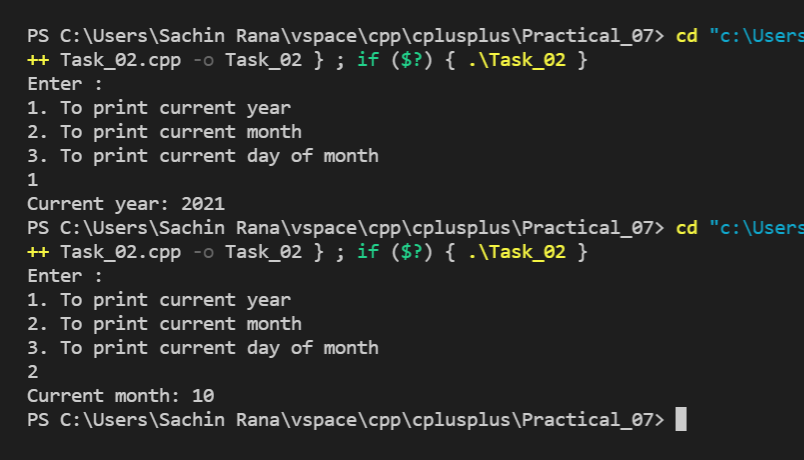 PS C:\Users\Sachin Rana\vspace\cpp\cplusplus\Practical_07> cd "c:\Users
++ Task_02.cpp -o Task_02 } ; if ($?) { .\Task_02 }
Enter :
1. To print current year
2. To print current month
3. To print current day of month
1
Current year: 2021
PS C:\Users\Sachin Rana\vspace\cpp\cplusplus\Practical_07> cd "c:\Users
++ Task_02.cpp -o Task_02 } ; if ($?) { .\Task_02 }
Enter :
1. To print current year
2. To print current month
3. To print current day of month
2
Current month: 10
PS C:\Users\Sachin Rana\vspace\cpp\cplusplus\Practical_07>